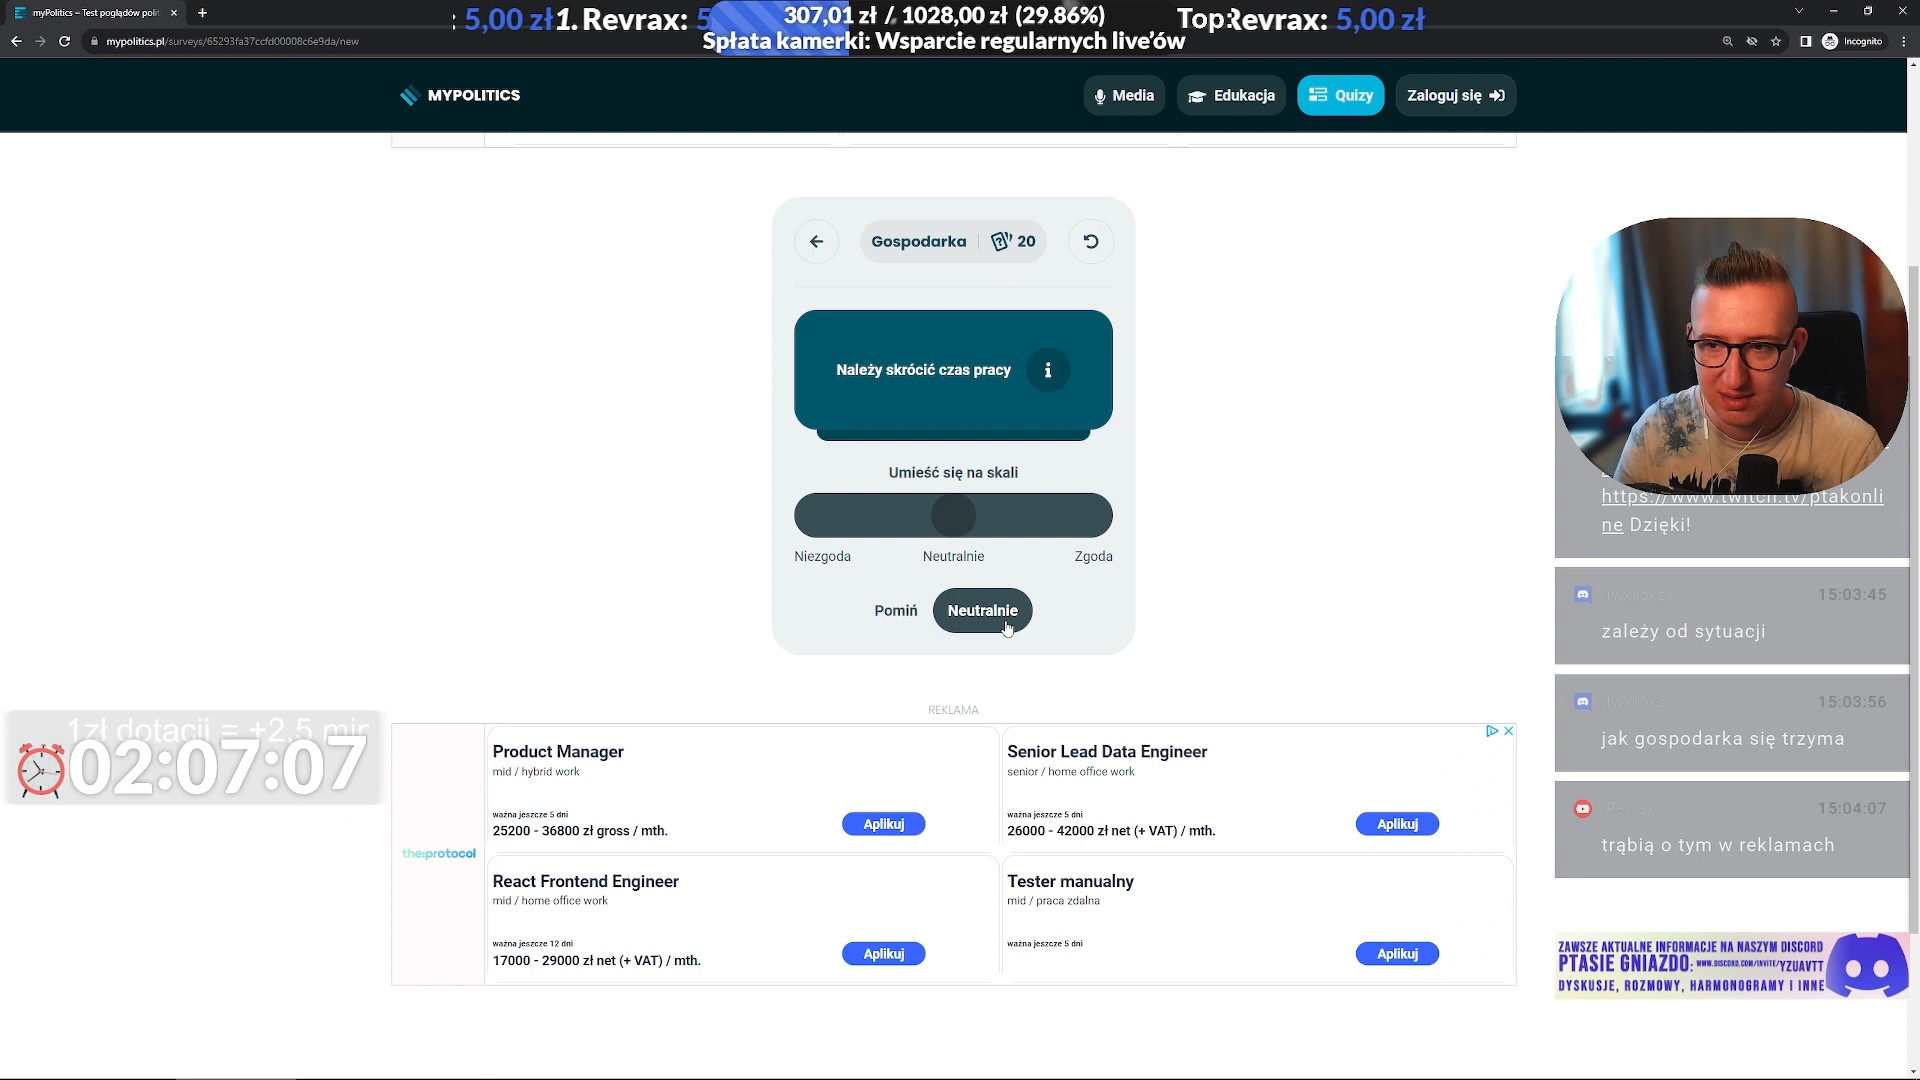 myPolitics – Test poglądów polit
: 5,00 zł 1. Revrax: 5
307,01 zł / 1028,00 zł (29.86%)
Top: Revrax: 5,00 zł
mypolitics.pl/surveys/65293fa37ccfd00008c6e9da/new
Spłata kamerki: Wsparcie regularnych live'ów
Incognito
MYPOLITICS
Media
Edukacja
Quizy
Zaloguj się
Gospodarka
20
Należy skrócić czas pracy
i
Umieść się na skali
Niezgoda
Neutralnie
Zgoda
Pomiń
Neutralnie
https://www.twitch.tv/ptakonli
ne Dzięki!
15:03:45
zależy od sytuacji
15:03:56
jak gospodarka się trzyma
Revrax
15:04:07
trąbią o tym w reklamach
1zł dotacji = +2.5 min
02:07:07
REKLAMA
the:protocol
Product Manager
mid / hybrid work
ważna jeszcze 5 dni
25200 - 36800 zł gross / mth.
Aplikuj
Senior Lead Data Engineer
senior / home office work
ważna jeszcze 5 dni
26000 - 42000 zł net (+ VAT) / mth.
Aplikuj
React Frontend Engineer
mid / home office work
ważna jeszcze 12 dni
17000 - 29000 zł net (+ VAT) / mth.
Aplikuj
Tester manualny
mid / praca zdalna
ważna jeszcze 5 dni
Aplikuj
ZAWSZE AKTUALNE INFORMACJE NA NASZYM DISCORD
PTASIE GNIAZDO: WWW.DISCORD.COM/INVITE/YZUAVTT
DYSKUSJE, ROZMOWY, HARMONOGRAMY I INNE